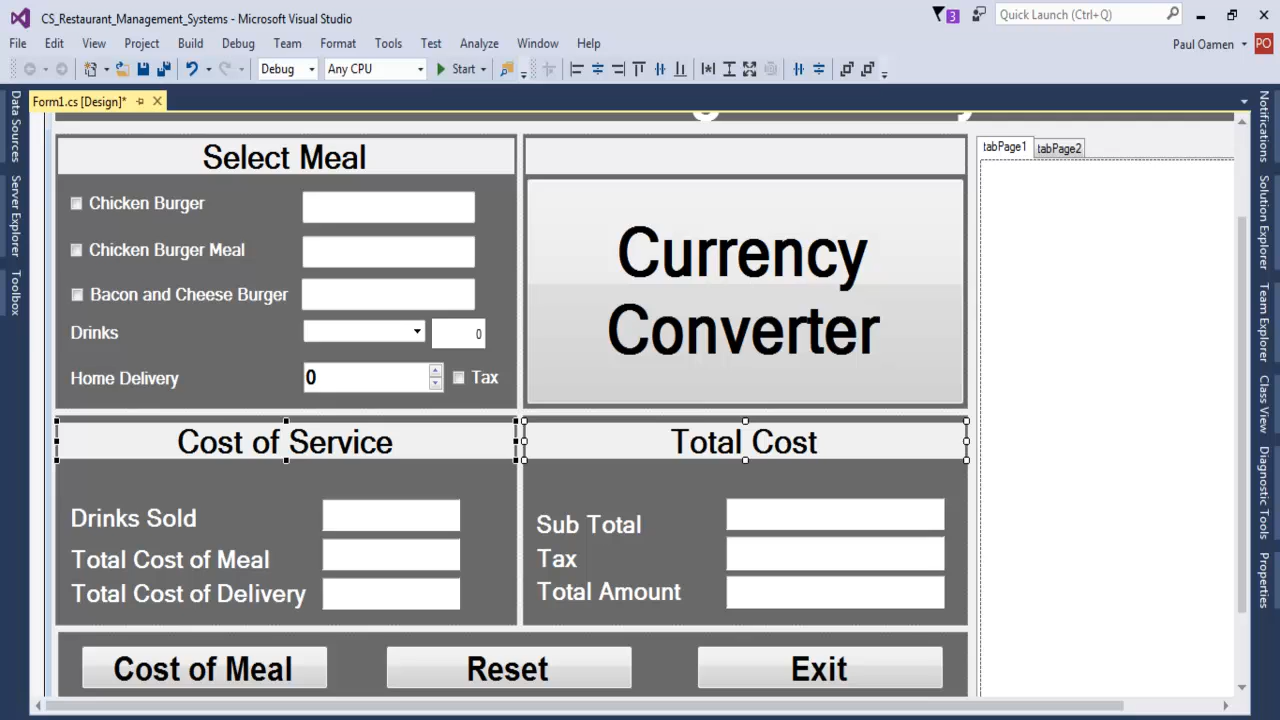 CS_Restaurant_Management_Systems - Microsoft Visual Studio
3
Quick Launch (Ctrl+Q)
File Edit View Project Build Debug Team Format Tools Test Analyze Window Help
Paul Oamen
PO
Debug
Any CPU
Start
Form1.cs [Design]*
Data Sources
Server Explorer
Toolbox
Select Meal
Chicken Burger
Chicken Burger Meal
Bacon and Cheese Burger
Drinks
0
Home Delivery
0
Tax
Currency
Converter
tabPage1
tabPage2
Cost of Service
Drinks Sold
Total Cost of Meal
Total Cost of Delivery
Total Cost
Sub Total
Tax
Total Amount
Cost of Meal
Reset
Exit
Notifications
Solution Explorer
Team Explorer
Class View
Diagnostic Tools
Properties